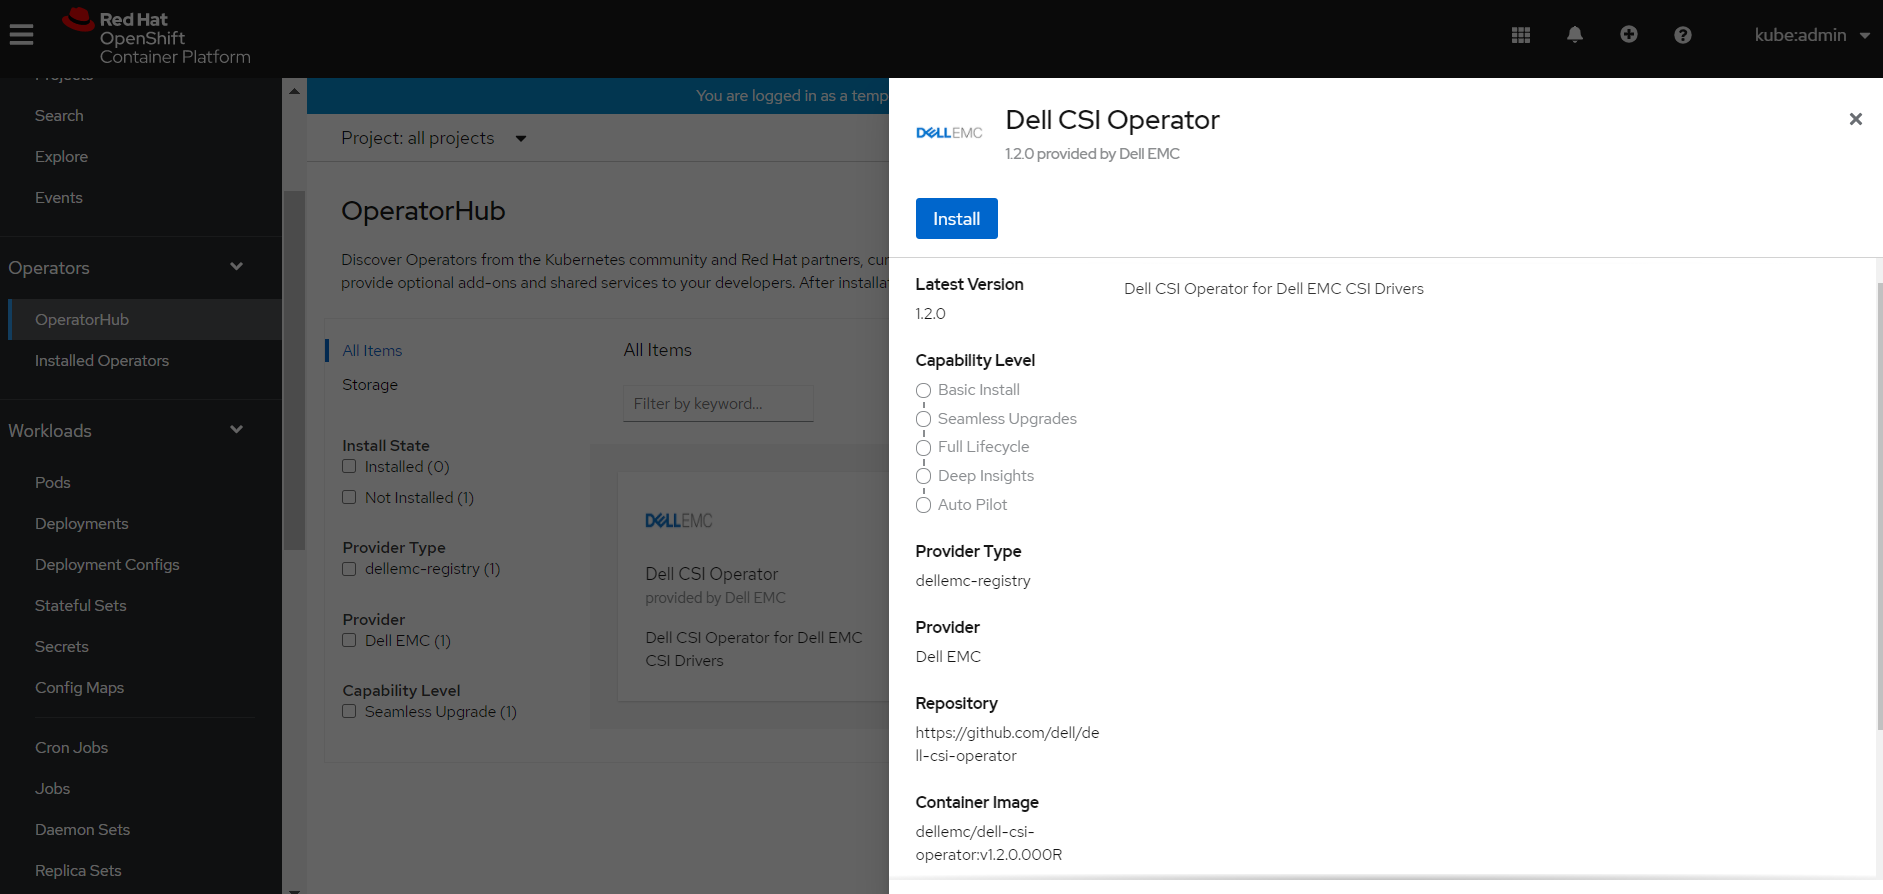 Red Hat
OpenShift
Container Platform
kube:admin
Projects
Search
Explore
Events
Operators
OperatorHub
Installed Operators
Workloads
Pods
Deployments
Deployment Configs
Stateful Sets
Secrets
Config Maps
Cron Jobs
Jobs
Daemon Sets
Replica Sets
You are logged in as a temp
Project: all projects
OperatorHub
Discover Operators from the Kubernetes community and Red Hat partners, cu
provide optional add-ons and shared services to your developers. After installa
All Items
Storage
Install State
Installed (0)
Not Installed (1)
Provider Type
dellemc-registry (1)
Provider
Dell EMC (1)
Capability Level
Seamless Upgrade (1)
All Items
Filter by keyword...
DELLEMC
Dell CSI Operator
provided by Dell EMC
Dell CSI Operator for Dell EMC
CSI Drivers
DELLEMC
Dell CSI Operator
1.2.0 provided by Dell EMC
Install
Latest Version
1.2.0
Capability Level
Basic Install
Seamless Upgrades
Full Lifecycle
Deep Insights
Auto Pilot
Provider Type
dellemc-registry
Provider
Dell EMC
Repository
https://github.com/dell/de
ll-csi-operator
Container Image
dellemc/dell-csi-
operator:v1.2.0.000R
Dell CSI Operator for Dell EMC CSI Drivers